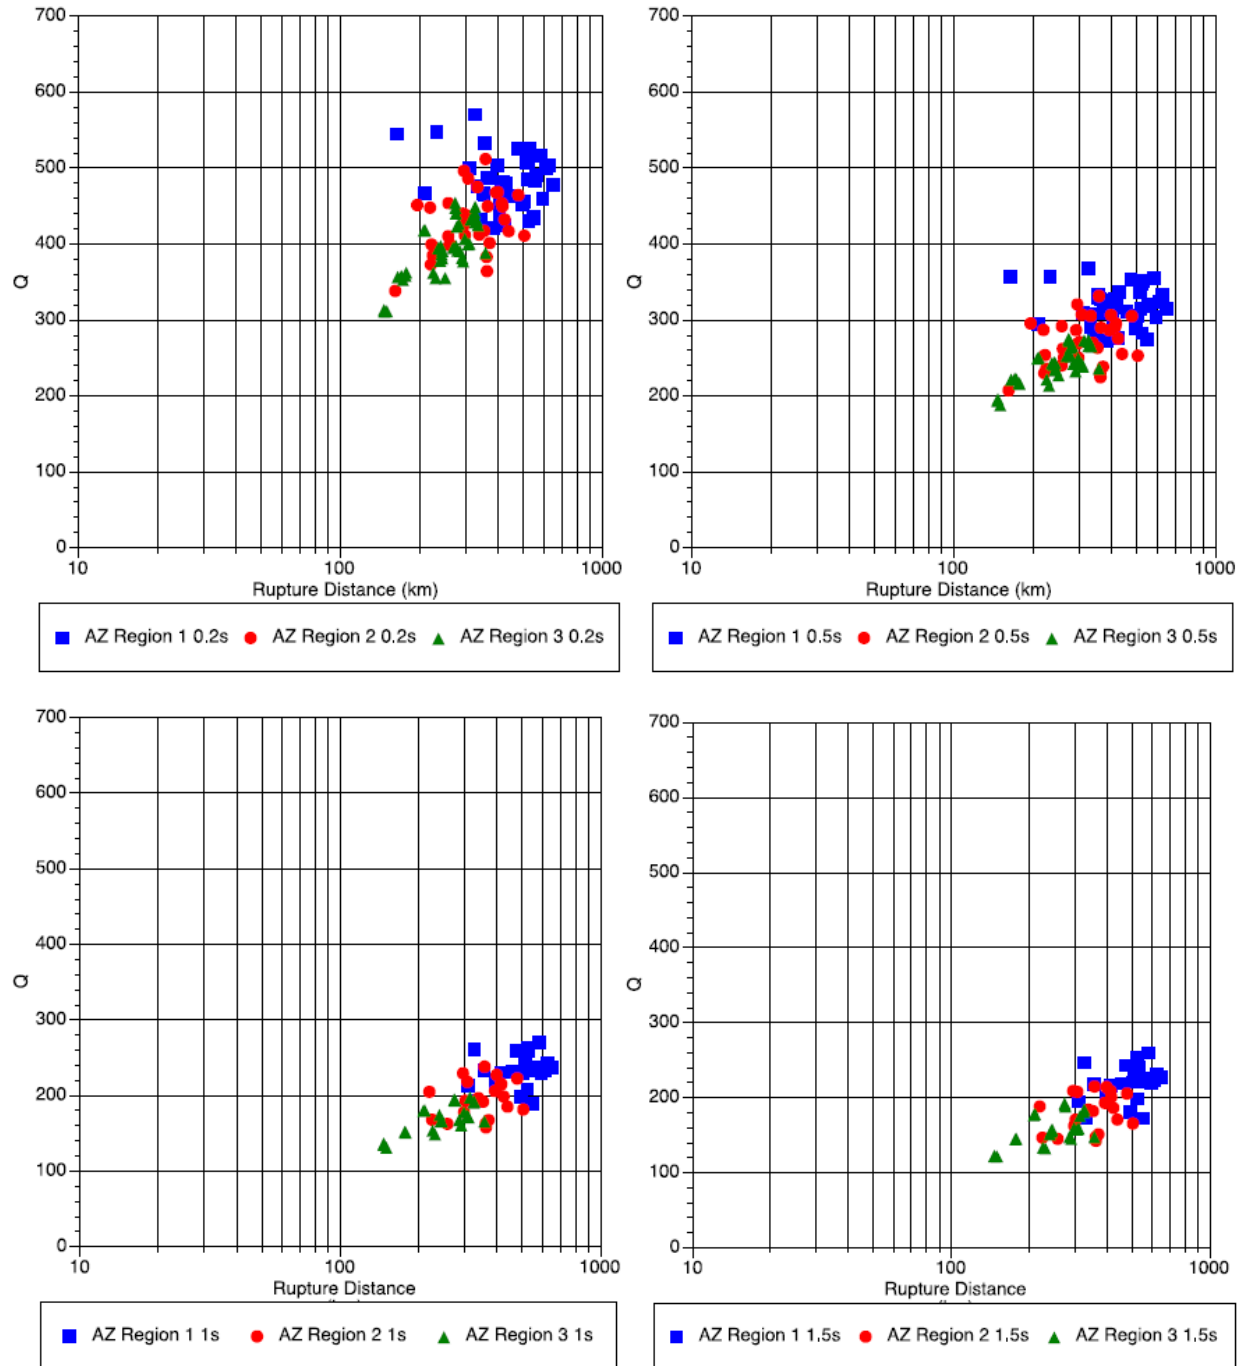 700
600
500
400
300
200
100
0
Q
10
100
1000
Rupture Distance (km)
AZ Region 1 0.2s
AZ Region 2 0.2s
AZ Region 3 0.2s
700
600
500
400
300
200
100
0
10
100
1000
Rupture Distance (km)
AZ Region 1 0.5s
AZ Region 2 0.5s
AZ Region 3 0.5s
700
600
500
400
300
200
100
0
Q
10
100
1000
Rupture Distance
AZ Region 1 1s
AZ Region 2 1s
AZ Region 3 1s
700
600
500
400
300
200
100
0
Q
10
100
1000
Rupture Distance
AZ Region 1 1.5s
AZ Region 2 1.5s
AZ Region 3 1.5s